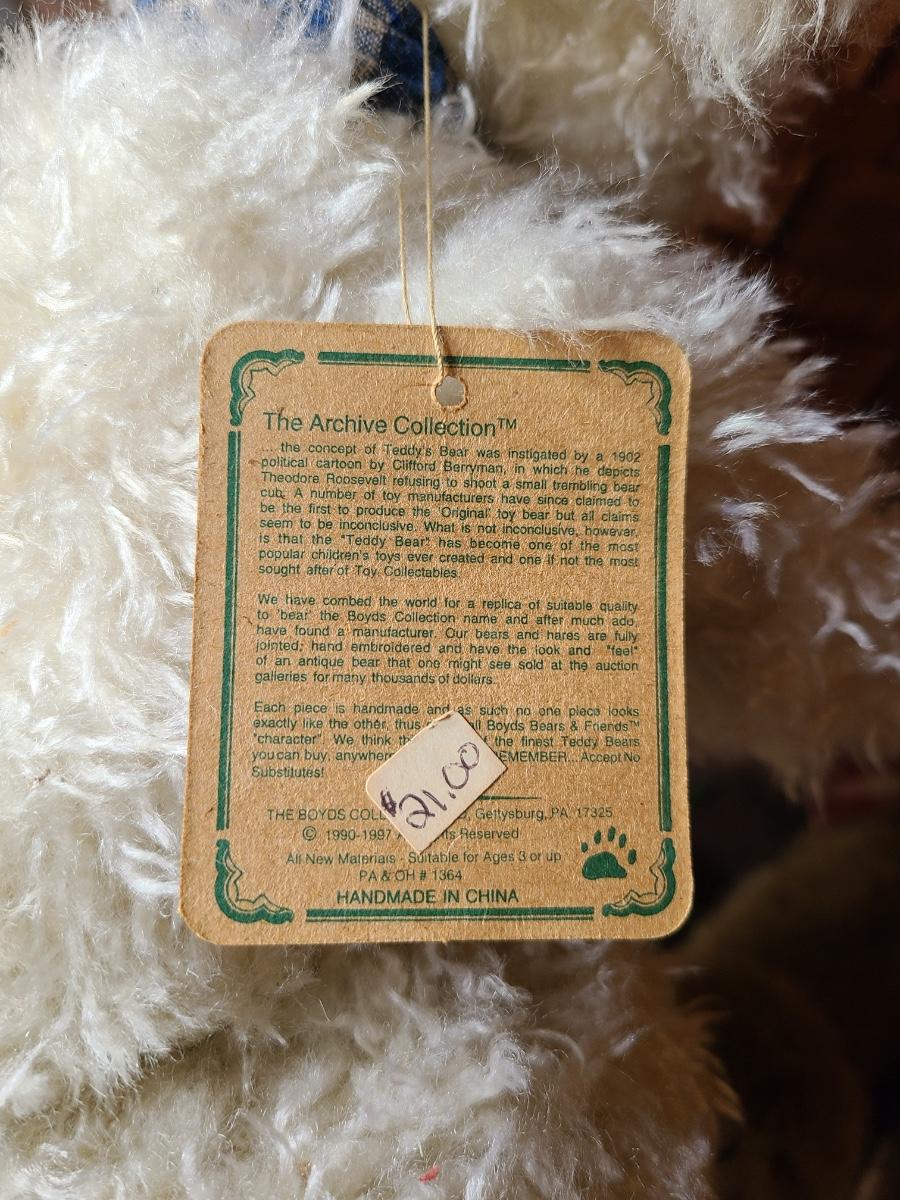 The Archive Collection™
... the concept of Teddy's Bear was instigated by a 1902
political cartoon by Clifford Berryman, in which he depicts
Theodore Roosevelt refusing to shoot a small trembling bear
cub. A number of toy manufacturers have since claimed to
be the first to produce the 'Original' toy bear but all claims
seem to be inconclusive. What is not inconclusive, however,
is that the "Teddy Bear" has become one of the most
popular children's toys ever created and one if not the most
sought after of Toy Collectables.
We have combed the world for a replica of suitable quality
to 'bear' the Boyds Collection name and after much ado,
have found a manufacturer. Our bears and hares are fully
jointed, hand embroidered and have the look and "feel"
of an antique bear that one might see sold at the auction
galleries for many thousands of dollars.
Each piece is handmade and as such no one piece looks
exactly like the other, thus all Boyds Bears & Friends™
"character". We think the finest Teddy Bears
you can buy, anywhere EMEMBER... Accept No
Substitutes!
$21.00
THE BOYDS COLL Gettysburg, PA. 17325
© 1990-1997 ts Reserved
All New Materials - Suitable for Ages 3 or up
PA & OH # 1364
HANDMADE IN CHINA